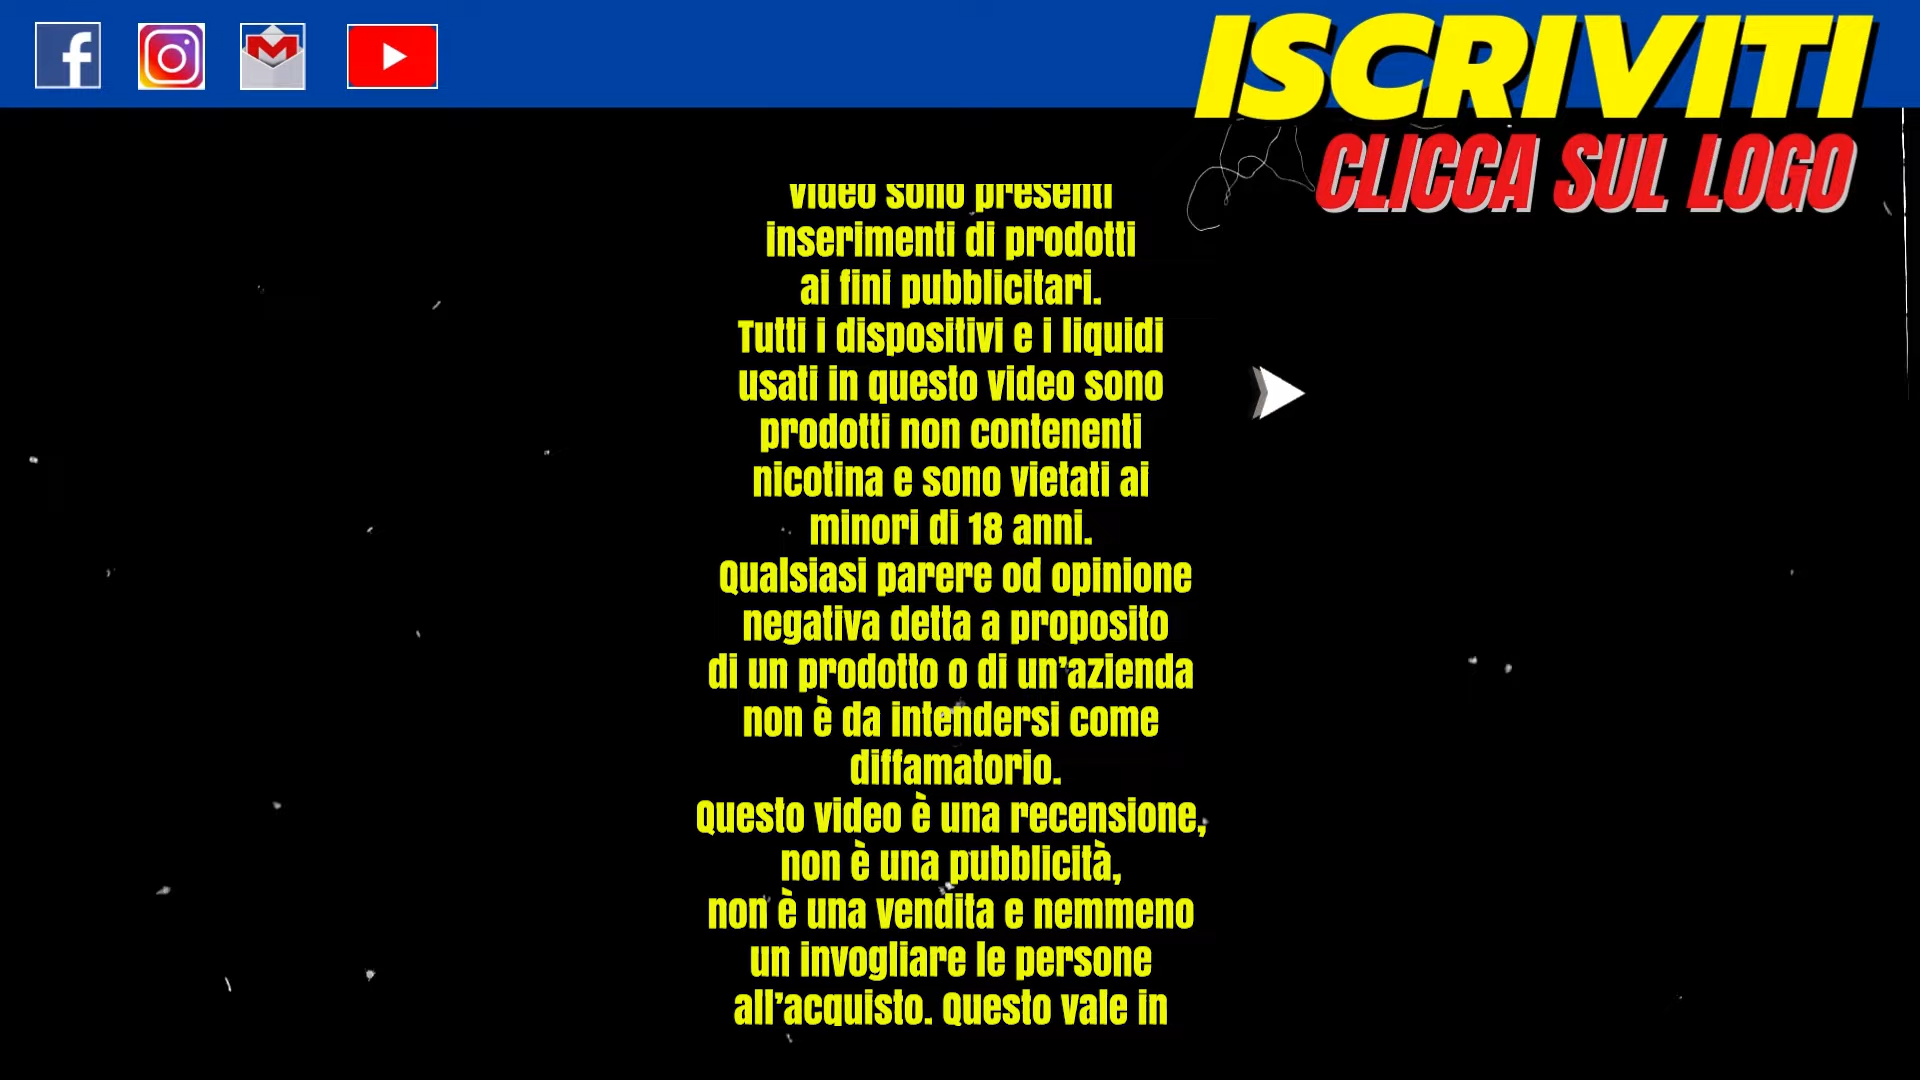 ISCRIVITI
CLICCA SUL LOGO
video sono presenti
inserimenti di prodotti
ai fini pubblicitari.
Tutti i dispositivi e i liquidi
usati in questo video sono
prodotti non contenenti
nicotina e sono vietati ai
minori di 18 anni.
Qualsiasi parere od opinione
negativa detta a proposito
di un prodotto o di un'azienda
non è da intendersi come
diffamatorio.
Questo video è una recensione,
non è una pubblicità,
non è una vendita e nemmeno
un invogliare le persone
all'acquisto. Questo vale in